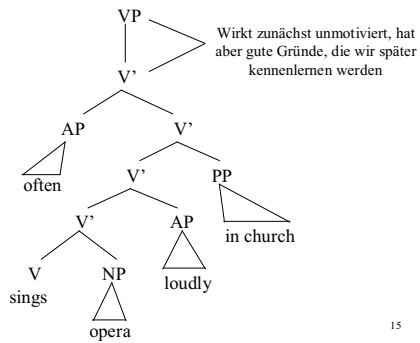 VP
Wirkt zunächst unmotiviert, hat
aber gute Gründe, die wir später
kennenlernen werden
V’
AP V’
often
V’ PP
in church
V’ AP
loudly
V NP
sings
opera
15